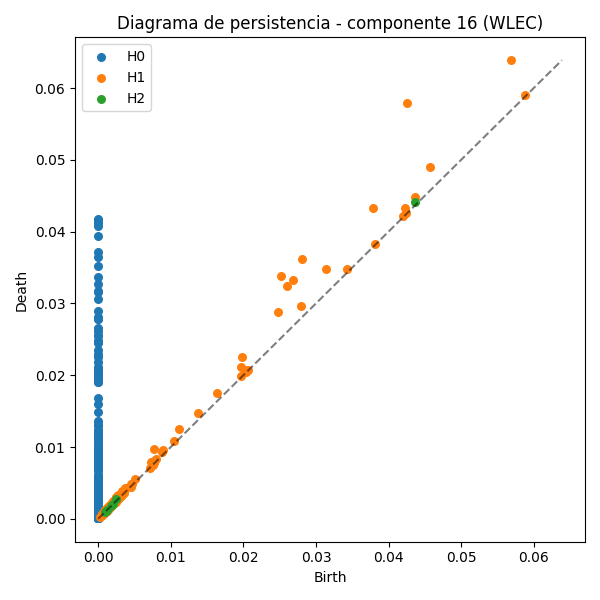 Diagrama de persistencia - componente 16 (WLEC)
H0
H1
H2
0.06
0.05
0.04
0.03
0.02
0.01
0.00
Death
0.00 0.01 0.02 0.03 0.04 0.05 0.06
Birth